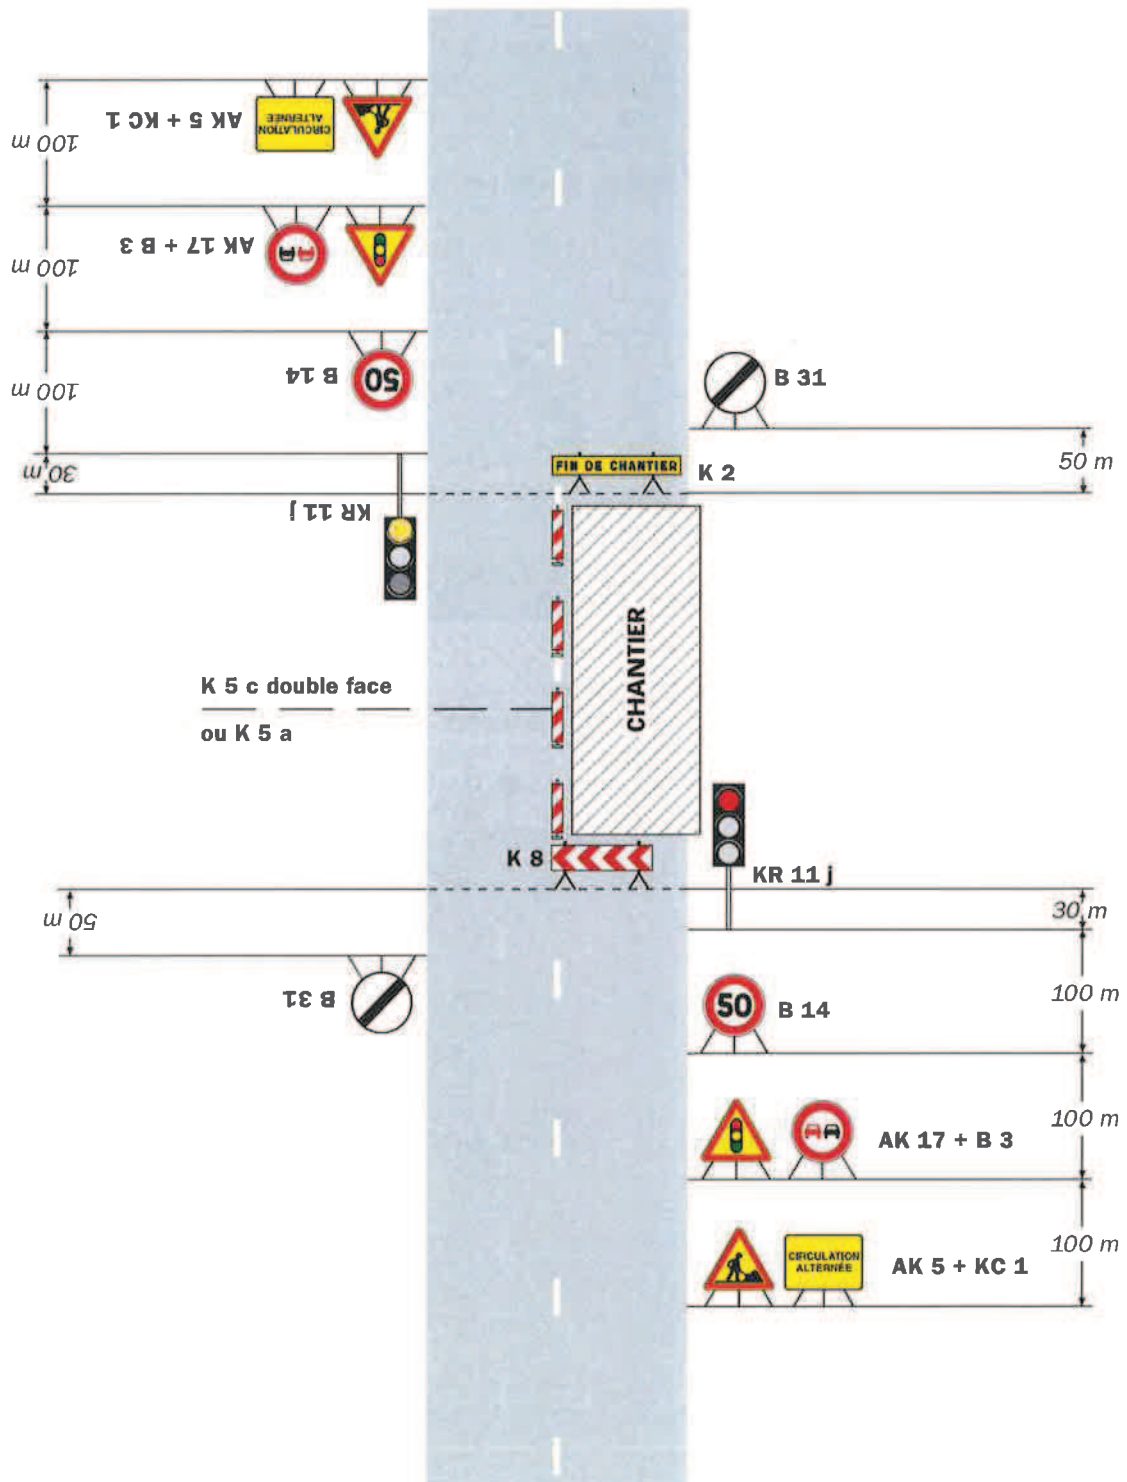 AK 5 + KC 1
CIRCULATION
ALTERNÉE
100 m
AK 17 + B 3
100 m
B 14
50
100 m
B 31
30 m
FIN DE CHANTIER
K 2
50 m
KR 11 j
CHANTIER
K 5 c double face
ou K 5 a
K 8
KR 11 j
50 m
30 m
B 31
50
B 14
100 m
AK 17 + B 3
100 m
CIRCULATION
ALTERNÉE
AK 5 + KC 1
100 m